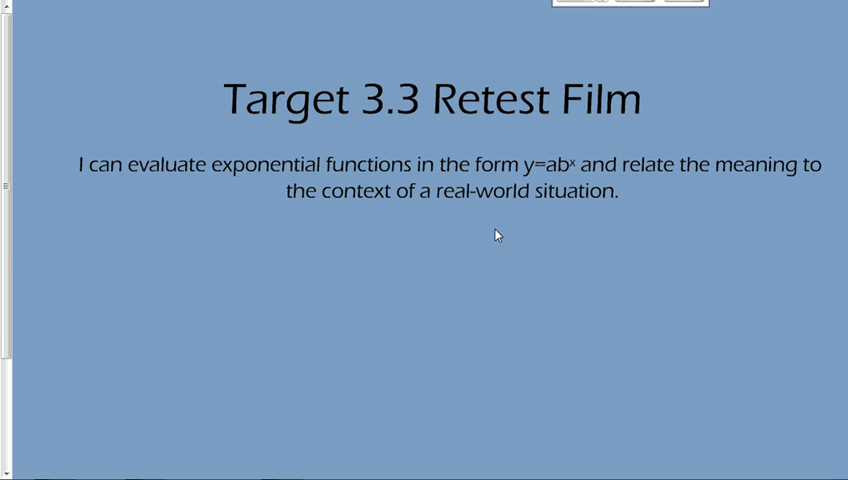 Target 3.3 Retest Film
I can evaluate exponential functions in the form y=abˣ and relate the meaning to
the context of a real-world situation.